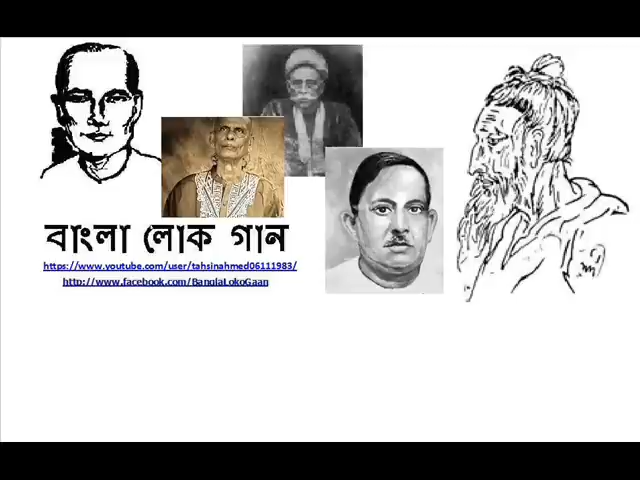 বাংলা লোক গান
https://www.youtube.com/user/tahsinahmed06111983/
http://www.facebook.com/BanglaLokoGaan